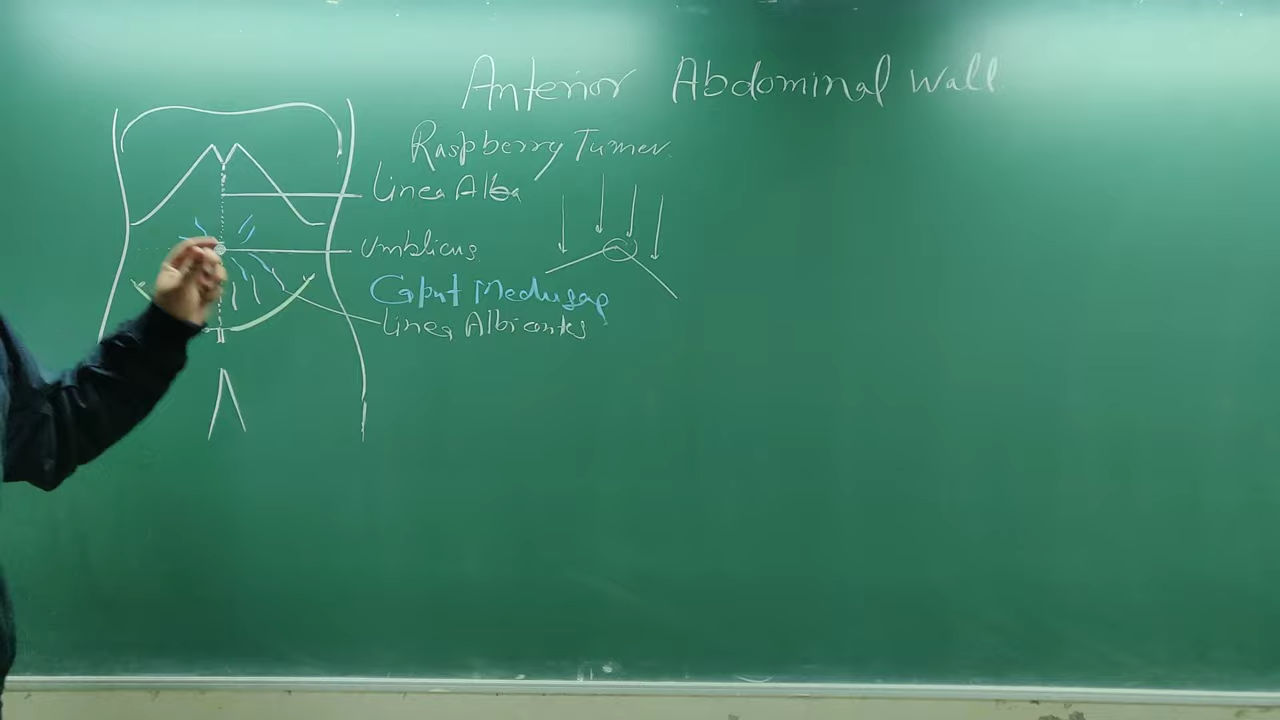 Anterior Abdominal Wall
Raspberry Tumer.
Linea Alba
Umblicus
Caput Medusae
Linea Albicantes